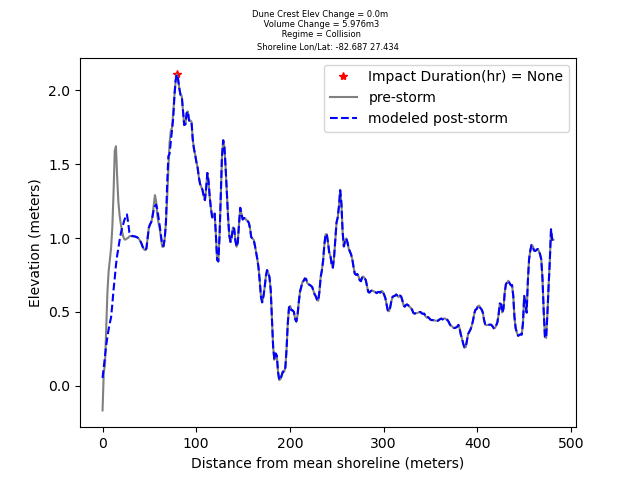 Dune Crest Elev Change = 0.0m
Volume Change = 5.976m3
Regime = Collision
Shoreline Lon/Lat: -82.687 27.434
Impact Duration(hr) = None
pre-storm
modeled post-storm
Elevation (meters)
2.0
1.5
1.0
0.5
0.0
0 100 200 300 400 500
Distance from mean shoreline (meters)